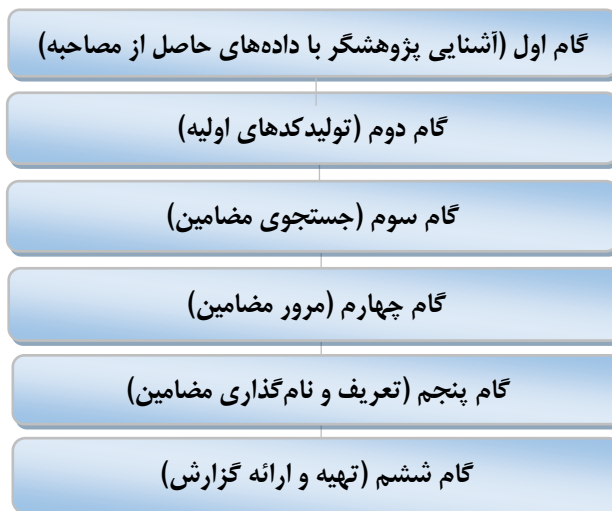 گام اول (آشنایی پژوهشگر با داده‌های حاصل از مصاحبه)
گام دوم (تولیدکدهای اولیه)
گام سوم (جستجوی مضامین)
گام چهارم (مرور مضامین)
گام پنجم (تعریف و نام‌گذاری مضامین)
گام ششم (تهیه و ارائه گزارش)